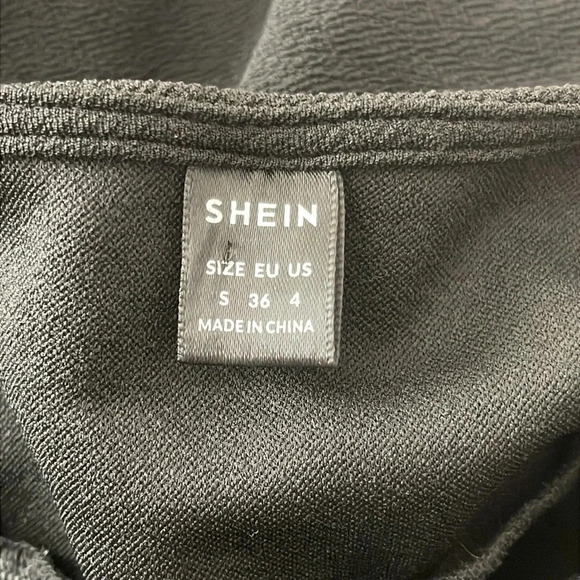 SHEIN
SIZE EU US
S 36 4
MADE IN CHINA